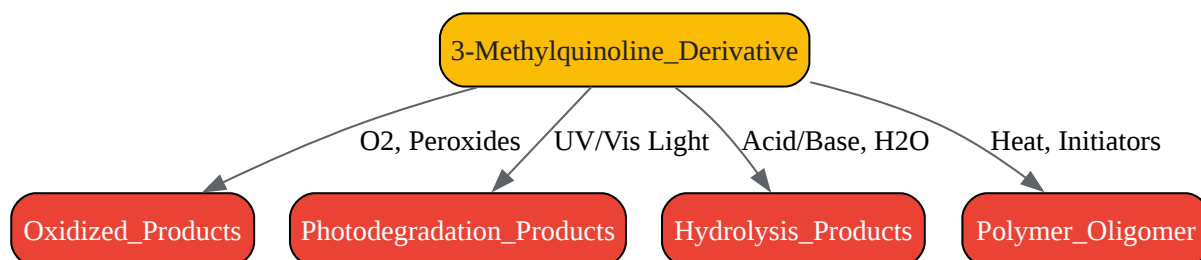 3-Methylquinoline_Derivative
O2, Peroxides
UV/Vis Light
Acid/Base, H2O
Heat, Initiators
Oxidized_Products
Photodegradation_Products
Hydrolysis_Products
Polymer_Oligomer